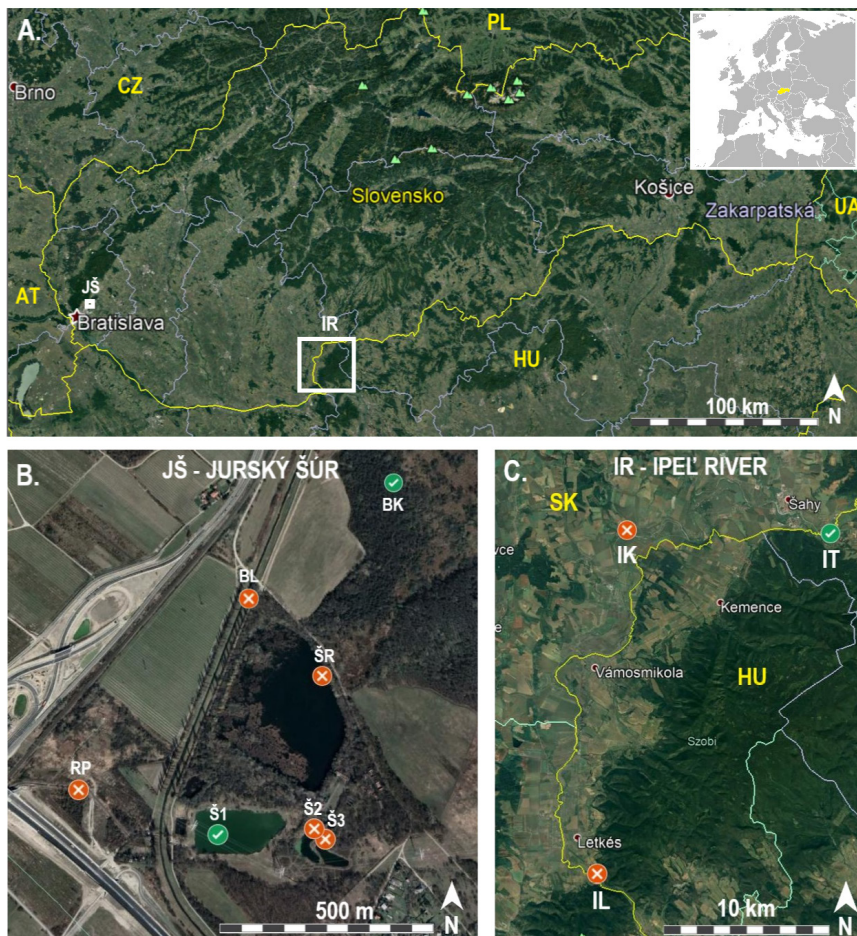 A.
PL
CZ
Brno
Slovensko
Košice
Zakarpatská
UA
AT
JŠ
Bratislava
IR
HU
100 km
N
B.
JŠ - JURSKÝ ŠÚR
BK
BL
ŠR
RP
Š1
Š2
Š3
500 m
N
C.
IR - IPEĽ RIVER
SK
Šahy
IK
IT
Kemence
Vámosmikola
HU
Szobi
Letkés
IL
10 km
N